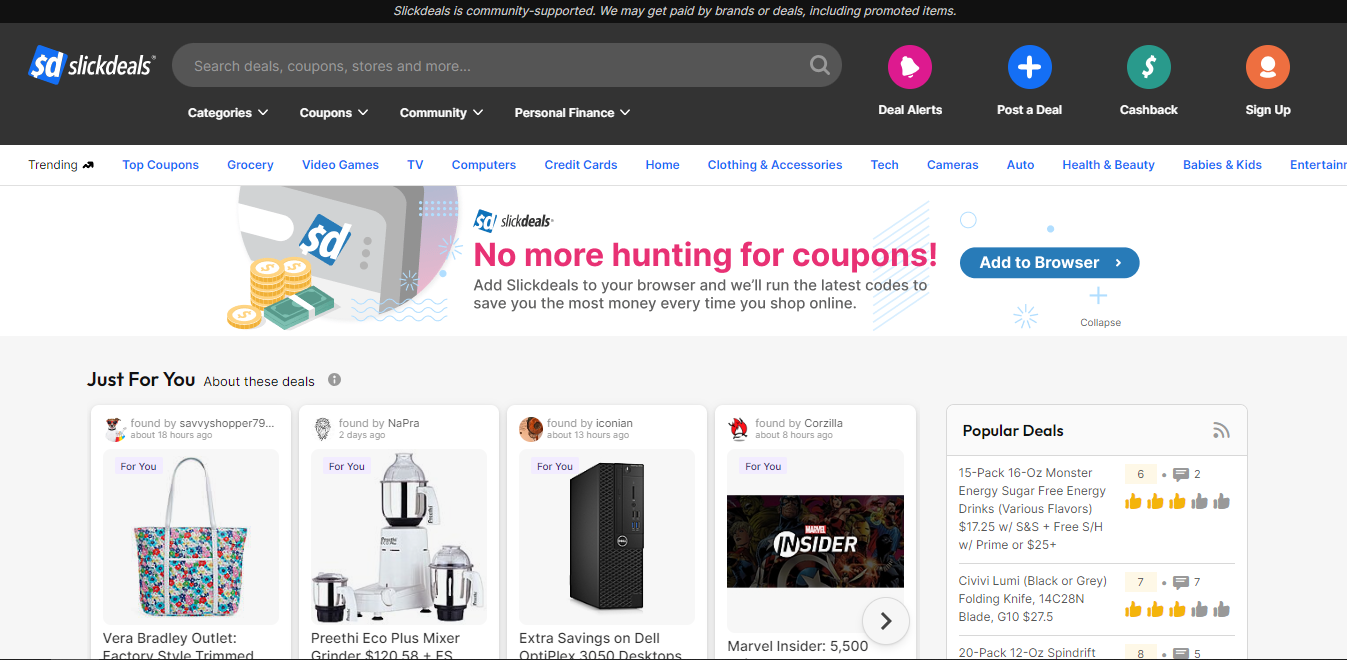 Slickdeals is community-supported. We may get paid by brands or deals, including promoted items.
sd slickdeals
Search deals, coupons, stores and more...
Deal Alerts
Post a Deal
Cashback
Sign Up
Categories
Coupons
Community
Personal Finance
Trending
Top Coupons
Grocery
Video Games
TV
Computers
Credit Cards
Home
Clothing & Accessories
Tech
Cameras
Auto
Health & Beauty
Babies & Kids
Entertainr
sd
sd slickdeals
No more hunting for coupons!
Add Slickdeals to your browser and we'll run the latest codes to
save you the most money every time you shop online.
Add to Browser
Collapse
Just For You About these deals
found by savvyshopper79...
about 18 hours ago
For You
Vera Bradley Outlet:
Factory Style Trimmed
found by NaPra
2 days ago
For You
Preethi Eco Plus Mixer
Grinder $120.58 + FS
found by iconian
about 13 hours ago
For You
DELL
Extra Savings on Dell
OptiPlex 3050 Desktops
found by Corzilla
about 8 hours ago
For You
MARVEL
INSIDER
Marvel Insider: 5,500
Popular Deals
15-Pack 16-Oz Monster
Energy Sugar Free Energy
Drinks (Various Flavors)
$17.25 w/ S&S + Free S/H
w/ Prime or $25+
6 • 2
Civivi Lumi (Black or Grey)
Folding Knife, 14C28N
Blade, G10 $27.5
7 • 7
20-Pack 12-Oz Spindrift
8 • 5